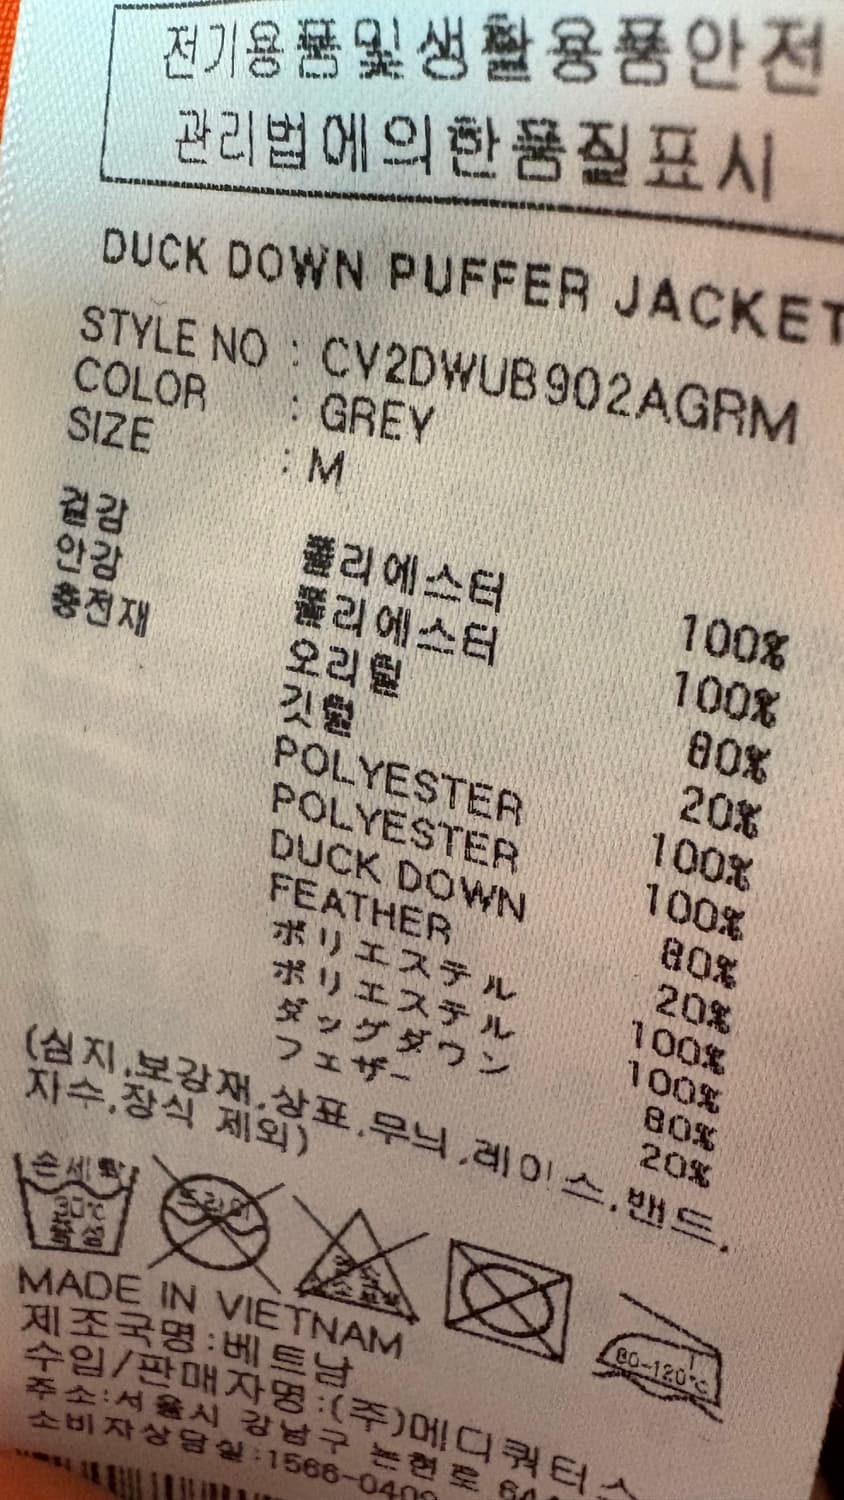 전기용품및생활용품안전
관리법에의한품질표시
DUCK DOWN PUFFER JACKET
STYLE NO : CV2DWUB902AGRM
COLOR : GREY
SIZE : M
겉감 폴리에스터 100%
안감 폴리에스터 100%
충전재 오리털 80%
깃털 20%
POLYESTER 100%
POLYESTER 100%
DUCK DOWN 80%
FEATHER 20%
ポリエステル 100%
ポリエステル 100%
ダックダウン 80%
フェザー 20%
(심지,보강재,상표,무늬,레이스,밴드,
자수,장식 제외)
손세탁
30℃
중성
드라이
80-120℃
MADE IN VIETNAM
제조국명:베트남
수입/판매자명:(주)에디쿼터스
주소:서울시 강남구 논현로
소비자상담실:1566-0409